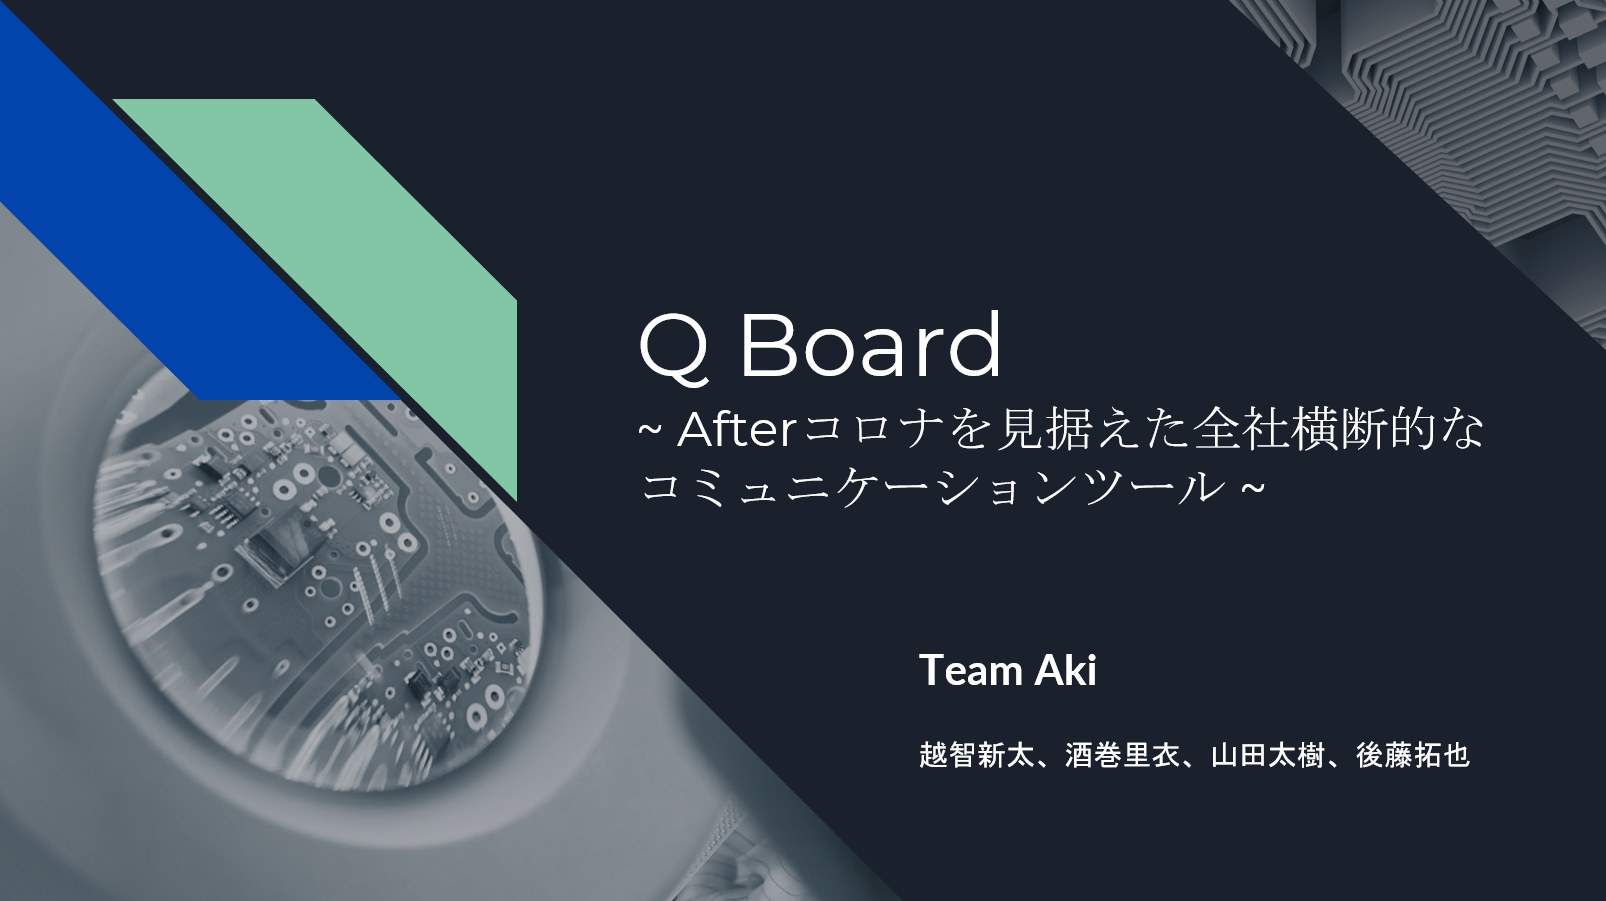 Q Board
~ Afterコロナを見据えた全社横断的な
コミュニケーションツール ~
Team Aki
越智新太、酒巻里衣、山田太樹、後藤拓也